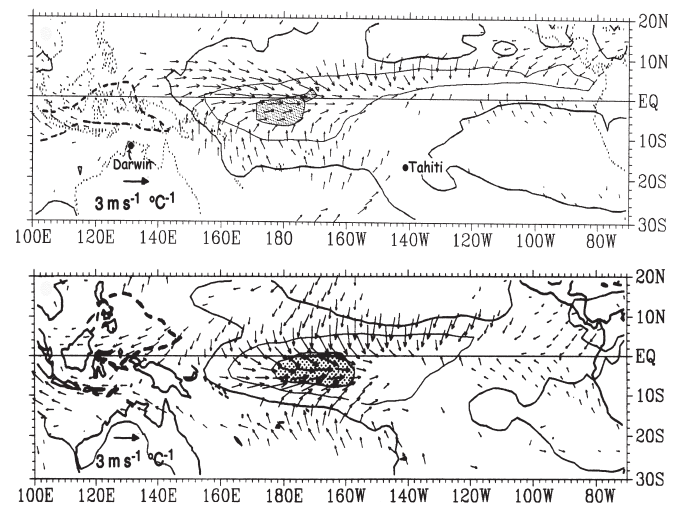 20N
10N
EQ
10S
20S
30S
Darwin
Tahiti
3 m s-1 °C-1
100E 120E 140E 160E 180 160W 140W 120W 100W 80W
20N
10N
EQ
10S
20S
30S
3 m s-1 °C-1
100E 120E 140E 160E 180E 160W 140W 120W 100W 80W